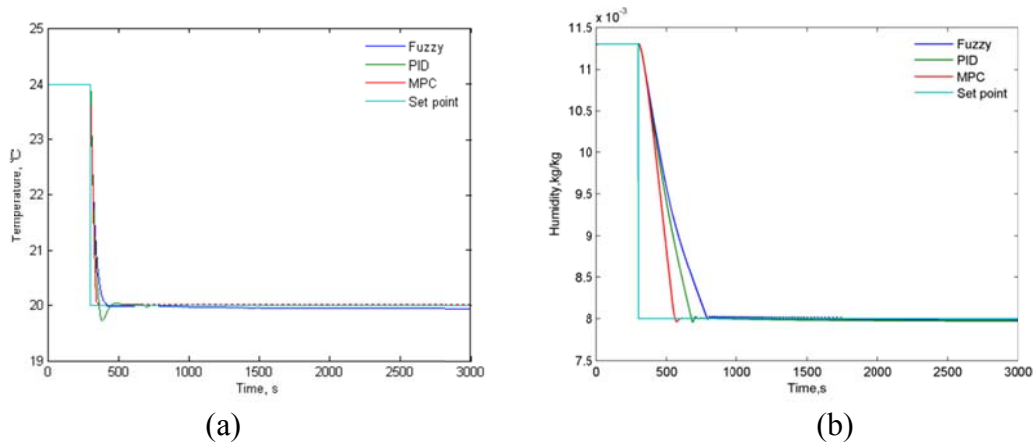 25
24
23
22
21
20
19
Temperature, ℃
Fuzzy
PID
MPC
Set point
0
500
1000
1500
2000
2500
3000
Time, s
(a)
x 10⁻³
11.5
11
10.5
10
9.5
9
8.5
8
7.5
Humidity,kg/kg
Fuzzy
PID
MPC
Set point
0
500
1000
1500
2000
2500
3000
Time,s
(b)